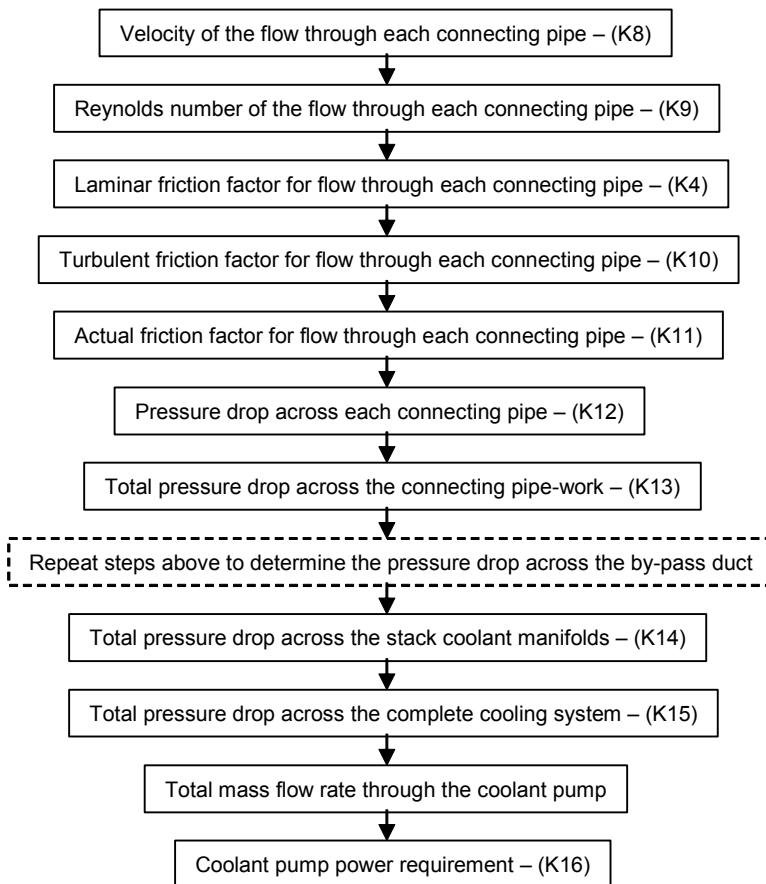 Velocity of the flow through each connecting pipe – (K8)
Reynolds number of the flow through each connecting pipe – (K9)
Laminar friction factor for flow through each connecting pipe – (K4)
Turbulent friction factor for flow through each connecting pipe – (K10)
Actual friction factor for flow through each connecting pipe – (K11)
Pressure drop across each connecting pipe – (K12)
Total pressure drop across the connecting pipe-work – (K13)
Repeat steps above to determine the pressure drop across the by-pass duct
Total pressure drop across the stack coolant manifolds – (K14)
Total pressure drop across the complete cooling system – (K15)
Total mass flow rate through the coolant pump
Coolant pump power requirement – (K16)